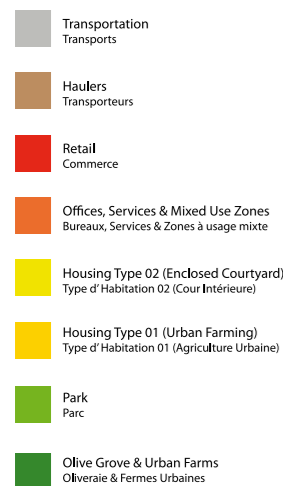 Transportation
Transports
Haulers
Transporteurs
Retail
Commerce
Offices, Services & Mixed Use Zones
Bureaux, Services & Zones à usage mixte
Housing Type 02 (Enclosed Courtyard)
Type d' Habitation 02 (Cour Intérieure)
Housing Type 01 (Urban Farming)
Type d' Habitation 01 (Agriculture Urbaine)
Park
Parc
Olive Grove & Urban Farms
Oliveraie & Fermes Urbaines